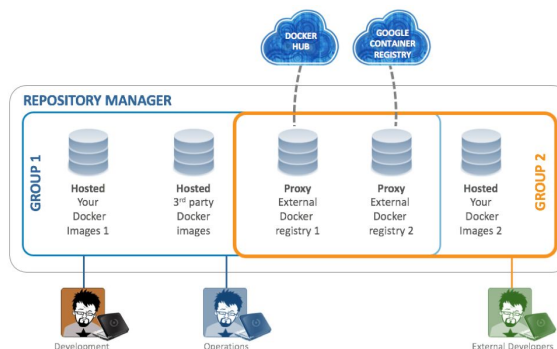 DOCKER
HUB
GOOGLE
CONTAINER
REGISTRY
REPOSITORY MANAGER
GROUP 1
Hosted
Your
Docker
Images 1
Hosted
3rd party
Docker
images
Proxy
External
Docker
registry 1
Proxy
External
Docker
registry 2
Hosted
Your
Docker
Images 2
GROUP 2
Development
Operations
External Developers